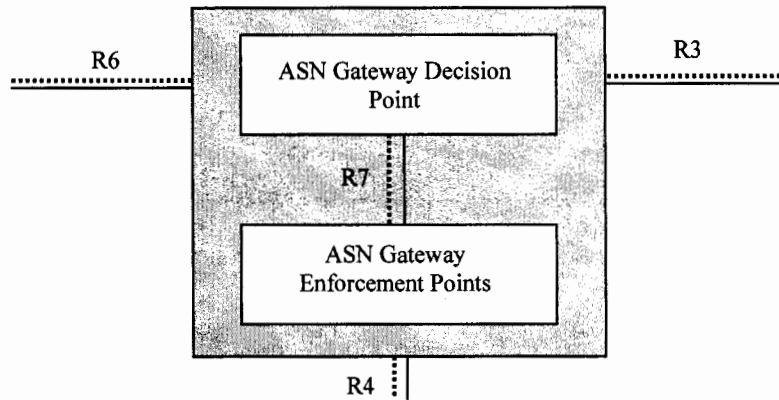 R6
R3
ASN Gateway Decision
Point
R7
ASN Gateway
Enforcement Points
R4